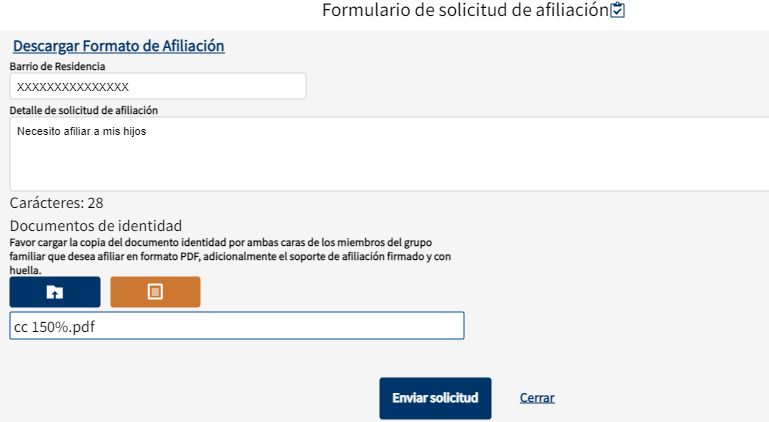 Formulario de solicitud de afiliación
Descargar Formato de Afiliación
Barrio de Residencia
XXXXXXXXXXXXXXX
Detalle de solicitud de afiliación
Necesito afiliar a mis hijos
Carácteres: 28
Documentos de identidad
Favor cargar la copia del documento identidad por ambas caras de los miembros del grupo
familiar que desea afiliar en formato PDF, adicionalmente el soporte de afiliación firmado y con
huella.
cc 150%.pdf
Enviar solicitud
Cerrar